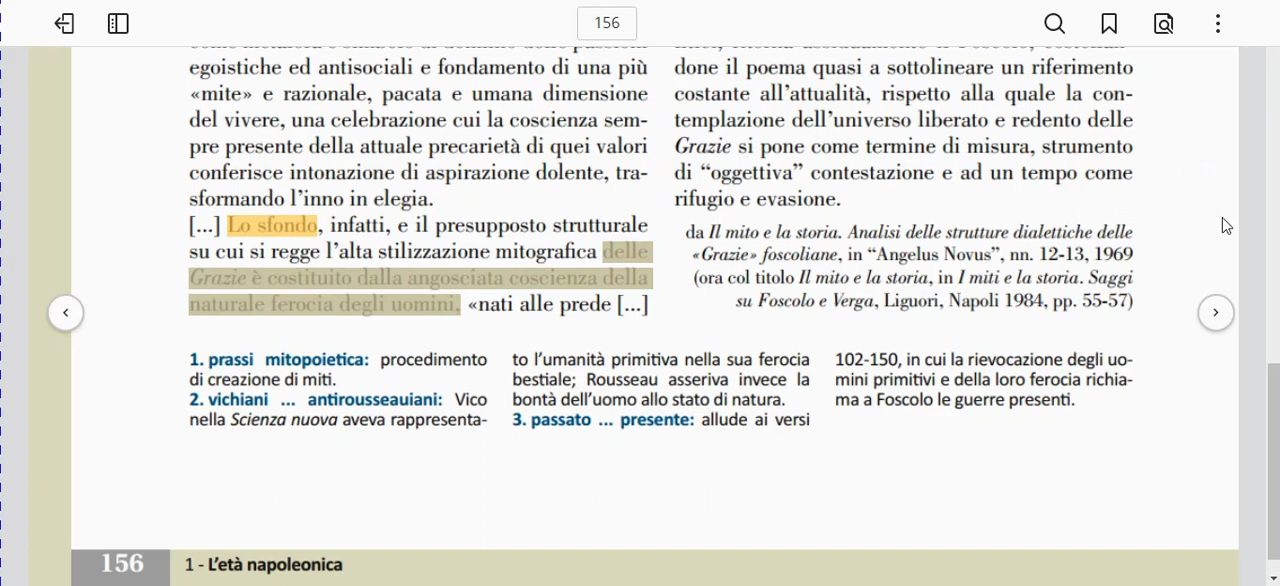 156
egoistiche ed antisociali e fondamento di una più
«mite» e razionale, pacata e umana dimensione
del vivere, una celebrazione cui la coscienza sem-
pre presente della attuale precarietà di quei valori
conferisce intonazione di aspirazione dolente, tra-
sformando l'inno in elegia.
[...] Lo sfondo, infatti, e il presupposto strutturale
su cui si regge l'alta stilizzazione mitografica delle
Grazie è costituito dalla angosciata coscienza della
naturale ferocia degli uomini, «nati alle prede [...]
done il poema quasi a sottolineare un riferimento
costante all'attualità, rispetto alla quale la con-
templazione dell'universo liberato e redento delle
Grazie si pone come termine di misura, strumento
di "oggettiva" contestazione e ad un tempo come
rifugio e evasione.
da Il mito e la storia. Analisi delle strutture dialettiche delle
«Grazie» foscoliane, in "Angelus Novus", nn. 12-13, 1969
(ora col titolo Il mito e la storia, in I miti e la storia. Saggi
su Foscolo e Verga, Liguori, Napoli 1984, pp. 55-57)
1. prassi mitopoietica: procedimento
di creazione di miti.
2. vichiani ... antirousseauiani: Vico
nella Scienza nuova aveva rappresenta-
to l'umanità primitiva nella sua ferocia
bestiale; Rousseau asseriva invece la
bontà dell'uomo allo stato di natura.
3. passato ... presente: allude ai versi
102-150, in cui la rievocazione degli uo-
mini primitivi e della loro ferocia richia-
ma a Foscolo le guerre presenti.
156
1 - L'età napoleonica